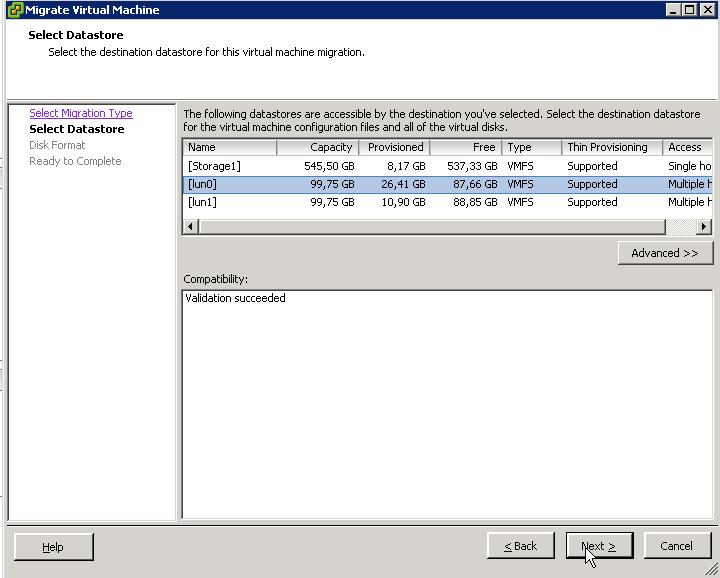 Migrate Virtual Machine
Select Datastore
Select the destination datastore for this virtual machine migration.
Select Migration Type
Select Datastore
Disk Format
Ready to Complete
The following datastores are accessible by the destination you've selected. Select the destination datastore
for the virtual machine configuration files and all of the virtual disks.
Name Capacity Provisioned Free Type Thin Provisioning Access
[Storage1] 545,50 GB 8,17 GB 537,33 GB VMFS Supported Single ho
[lun0] 99,75 GB 26,41 GB 87,66 GB VMFS Supported Multiple h
[lun1] 99,75 GB 10,90 GB 88,85 GB VMFS Supported Multiple h
Advanced >>
Compatibility:
Validation succeeded
Help
< Back
Next >
Cancel